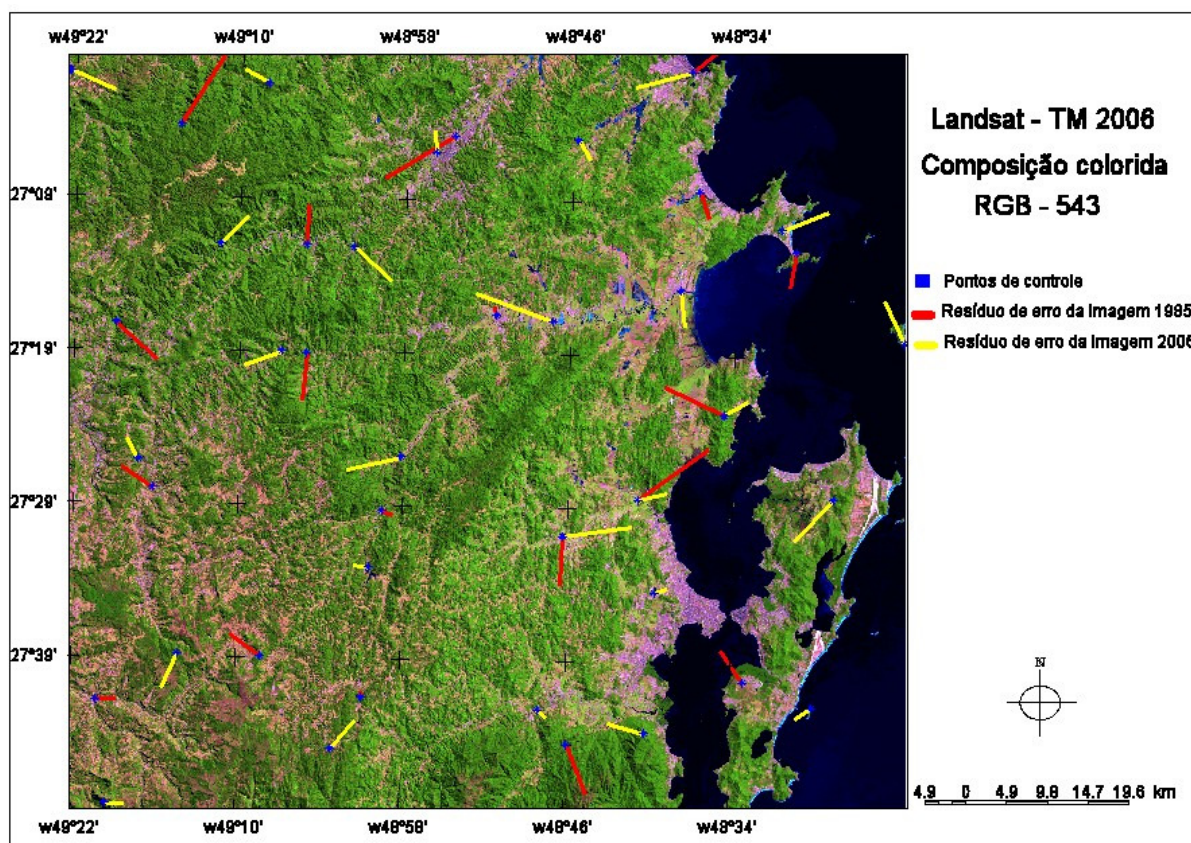 w49°22' w49°10' w48°58' w48°46' w48°34'
Landsat - TM 2006
Composição colorida
RGB - 543
27°09'
Pontos de controle
Resíduo de erro da imagem 1995
Resíduo de erro da imagem 2006
27°19'
27°29'
27°39'
N
4.9 0 4.9 9.8 14.7 19.6 km
w49°22' w49°10' w48°58' w48°46' w48°34'